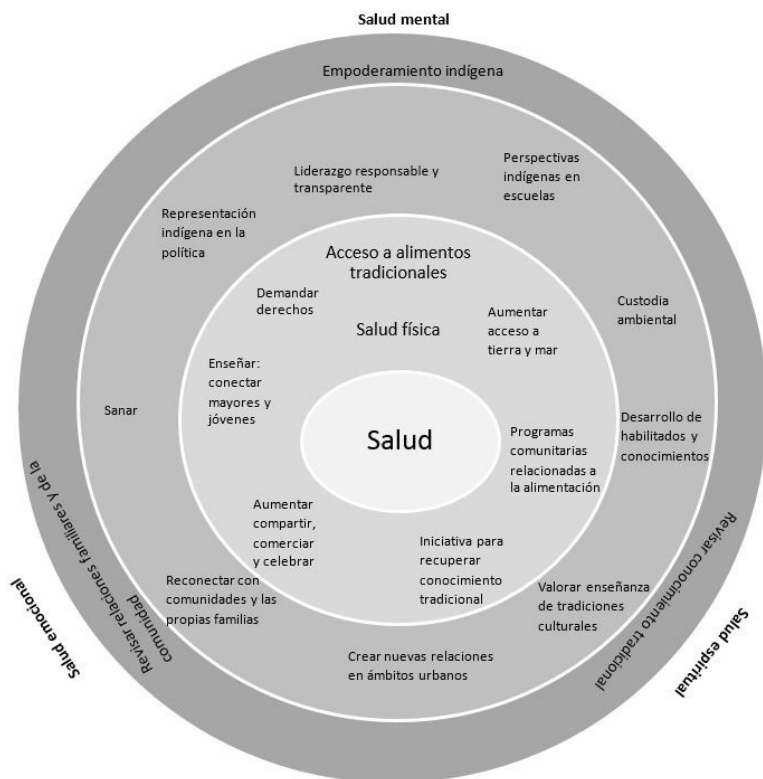 Salud mental
Empoderamiento indígena
Perspectivas
indígenas en
escuelas
Liderazgo responsable y
transparente
Representación
indígena en la
política
Acceso a alimentos
tradicionales
Demandar
derechos
Custodia
ambiental
Aumentar
acceso a
tierra y mar
Salud física
Enseñar:
conectar
mayores y
jóvenes
Sanar
Desarrollo de
habilitados y
conocimientos
Salud
Programas
comunitarias
relacionadas a
la alimentación
Aumentar
compartir,
comerciar
y celebrar
Iniciativa para
recuperar
conocimiento
tradicional
Reconectar con
comunidades y las
propias familias
Valorar enseñanza
de tradiciones
culturales
Crear nuevas relaciones
en ámbitos urbanos
Revisar relaciones familiares y de la
comunidad
Revisar conocimiento tradicional
Salud emocional
Salud espiritual